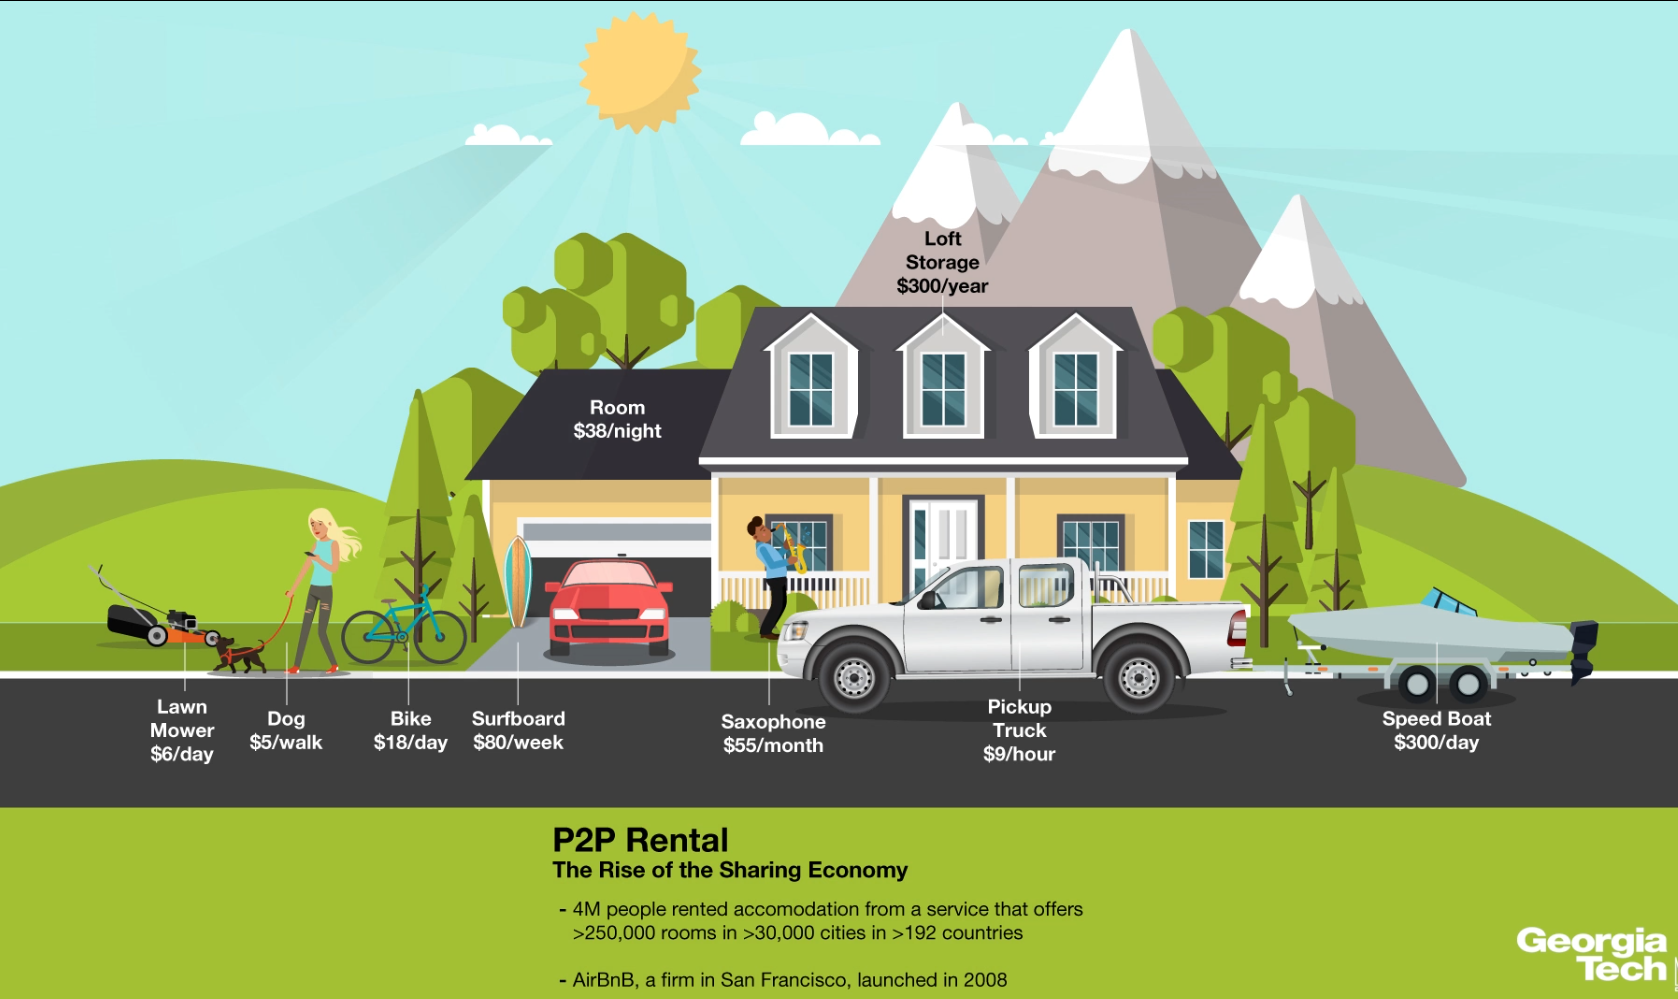 Loft
Storage
$300/year
Room
$38/night
Lawn
Mower
$6/day
Dog
$5/walk
Bike
$18/day
Surfboard
$80/week
Saxophone
$55/month
Pickup
Truck
$9/hour
Speed Boat
$300/day
P2P Rental
The Rise of the Sharing Economy
- 4M people rented accomodation from a service that offers
>250,000 rooms in >30,000 cities in >192 countries
- AirBnB, a firm in San Francisco, launched in 2008
Georgia
Tech